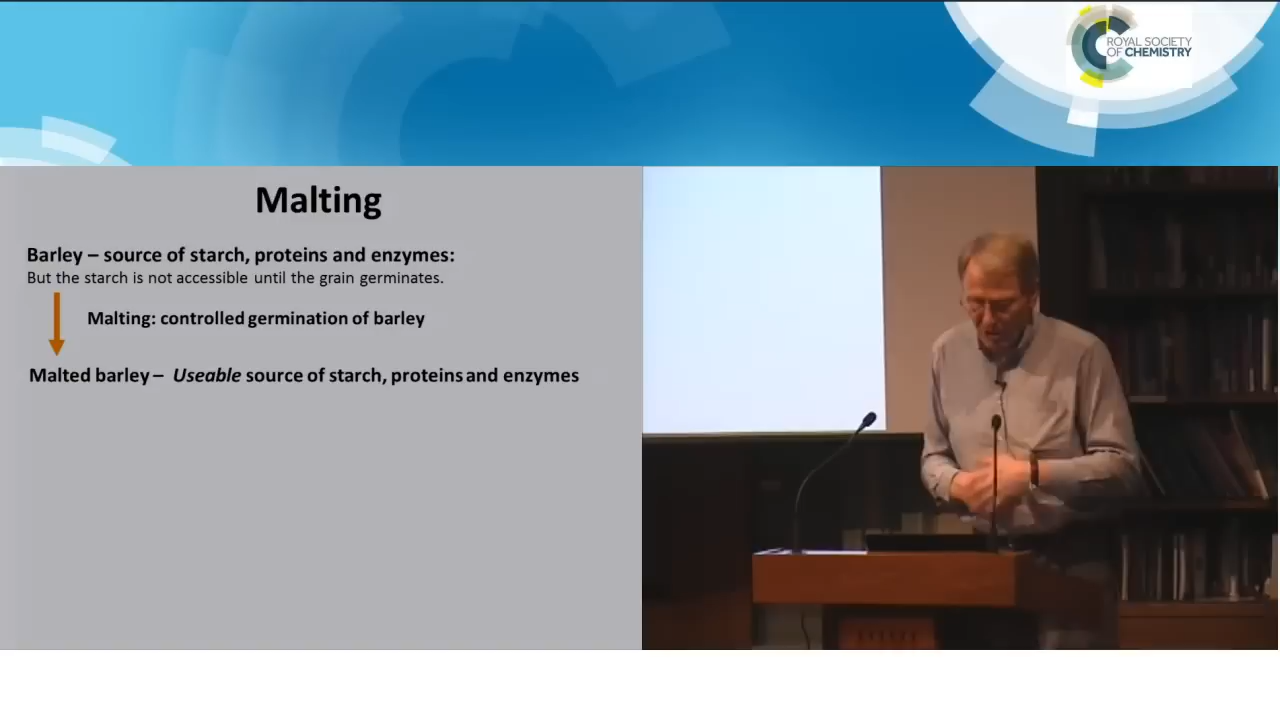 ROYAL SOCIETY
OF CHEMISTRY
Malting
Barley – source of starch, proteins and enzymes:
But the starch is not accessible until the grain germinates.
Malting: controlled germination of barley
Malted barley – Useable source of starch, proteins and enzymes